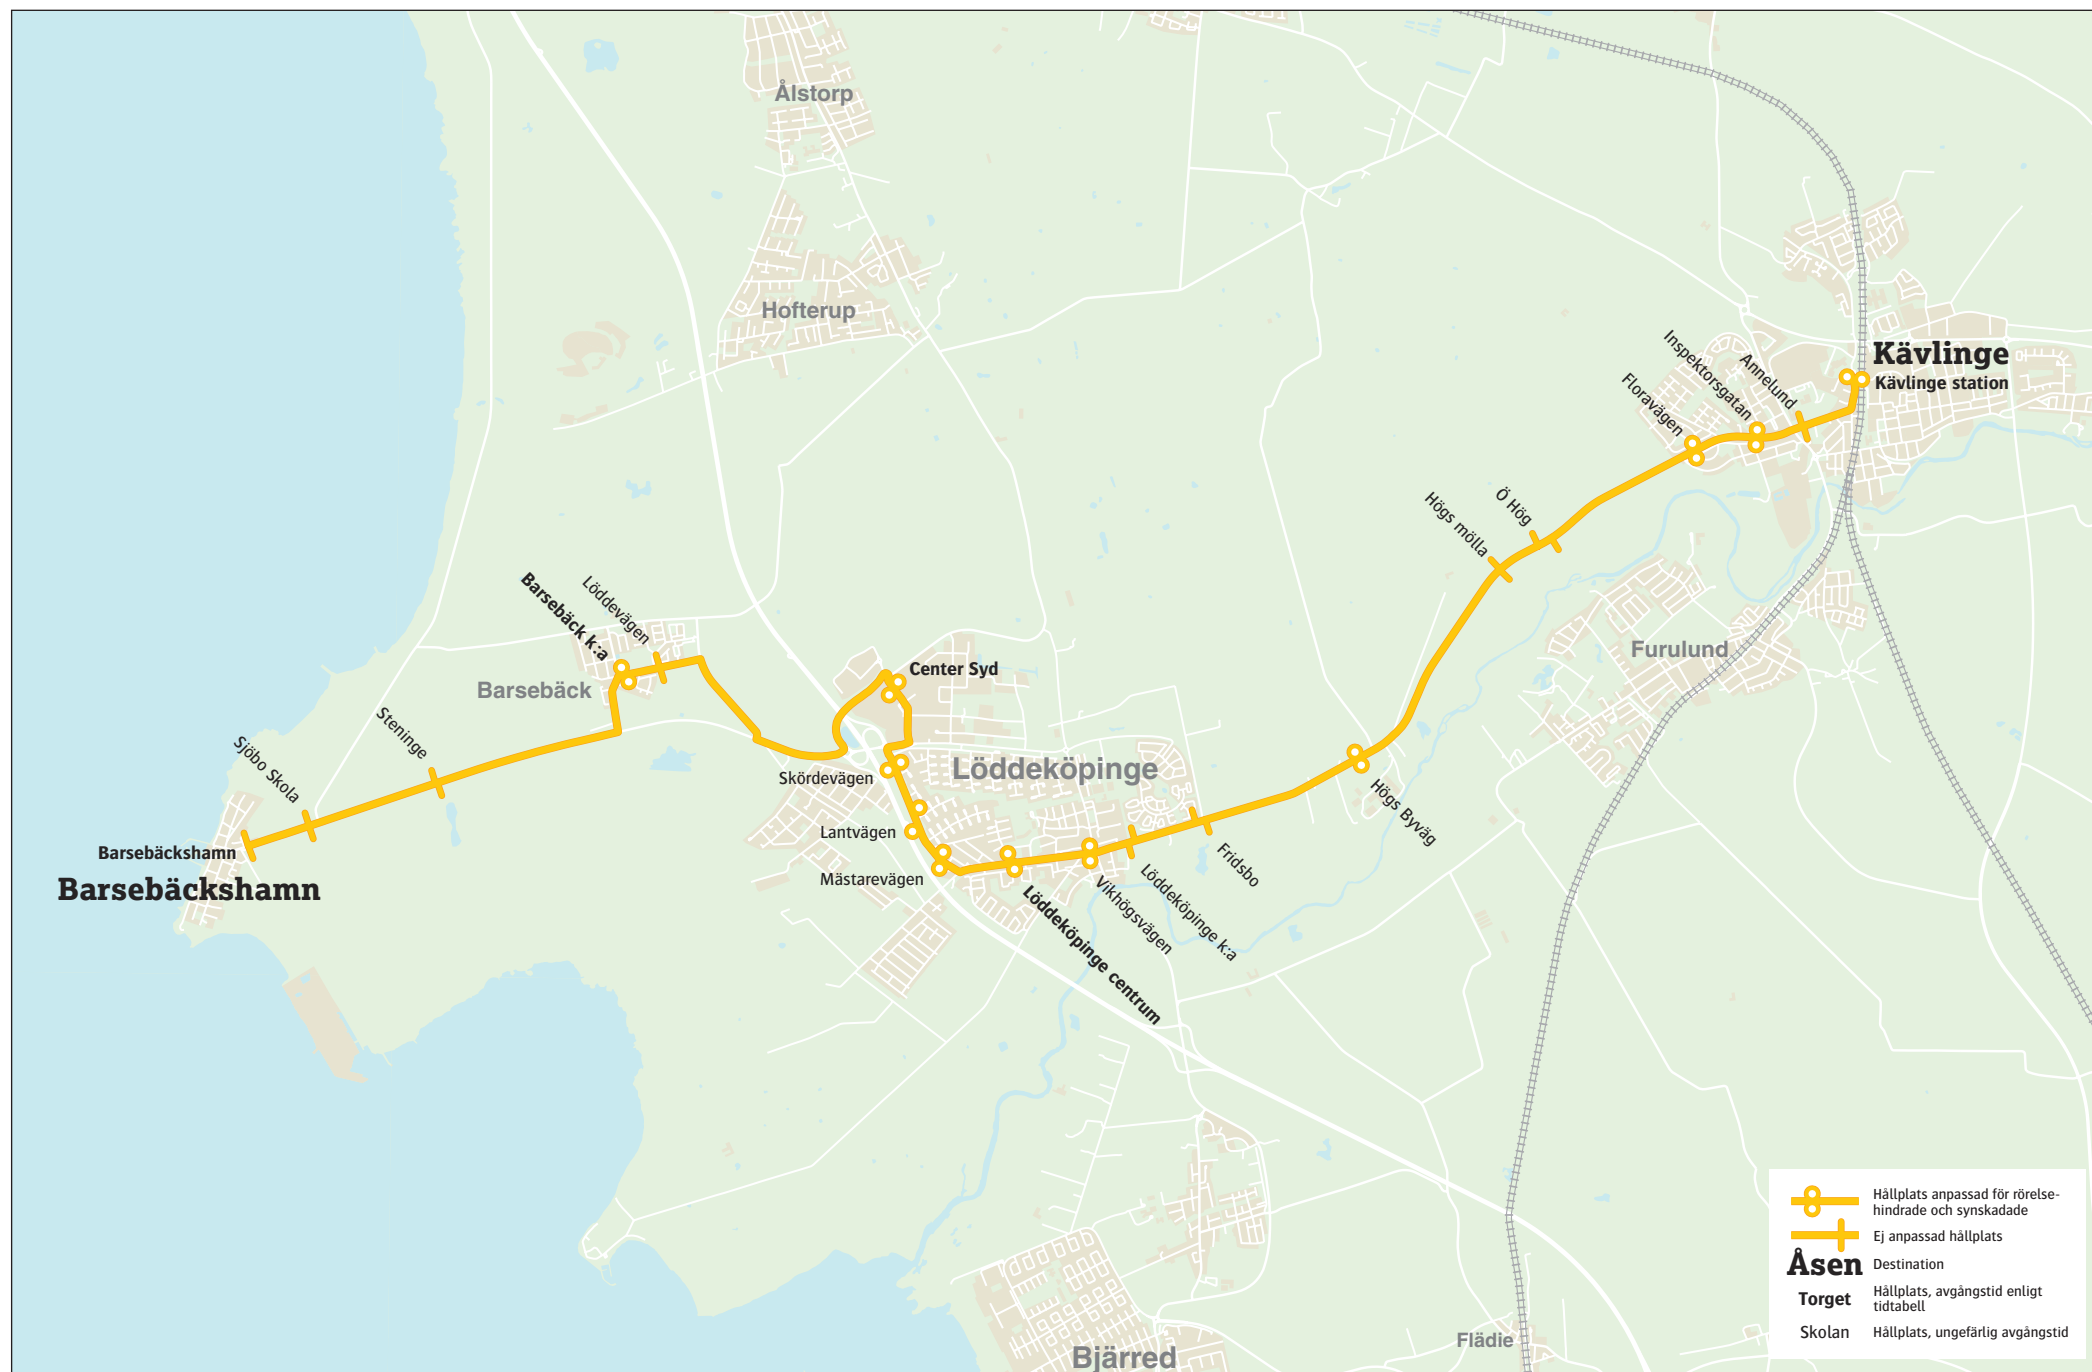 Ålstorp
Hofterup
Kävlinge
Kävlinge station
Annelund
Inspektorsgatan
Floravägen
Ö Hög
Högs mölla
Furulund
Löddevägen
Barsebäck k:a
Barsebäck
Center Syd
Steninge
Sjöbo Skola
Skördevägen
Löddeköpinge
Högs Byväg
Lantvägen
Barsebäckshamn
Barsebäckshamn
Mästarevägen
Fridsbo
Löddeköpinge k:a
Vikhögsvägen
Löddeköpinge centrum
Flädie
Bjärred
Hållplats anpassad för rörelse-
hindrade och synskadade
Ej anpassad hållplats
Åsen Destination
Torget Hållplats, avgångstid enligt
tidtabell
Skolan Hållplats, ungefärlig avgångstid